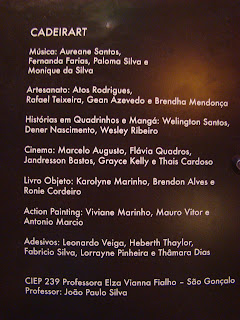 CADEIRART
Música: Aureane Santos,
Fernanda Farias, Paloma Silva e
Monique da Silva
Artesanato: Atos Rodrigues,
Rafael Teixeira, Gean Azevedo e Brendha Mendonça
Histórias em Quadrinhos e Mangá: Welington Santos,
Dener Nascimento, Wesley Ribeiro
Cinema: Marcelo Augusto, Flávia Quadros,
Jandresson Bastos, Grayce Kelly e Thais Cardoso
Livro Objeto: Karolyne Marinho, Brendon Alves e
Ronie Cordeiro
Action Painting: Viviane Marinho, Mauro Vitor e
Antonio Marcio
Adesivos: Leonardo Veiga, Heberth Thaylor,
Fabricio Silva, Lorrayne Pinheira e Thâmara Dias
CIEP 239 Professora Elza Vianna Fialho – São Gonçalo
Professor: João Paulo Silva